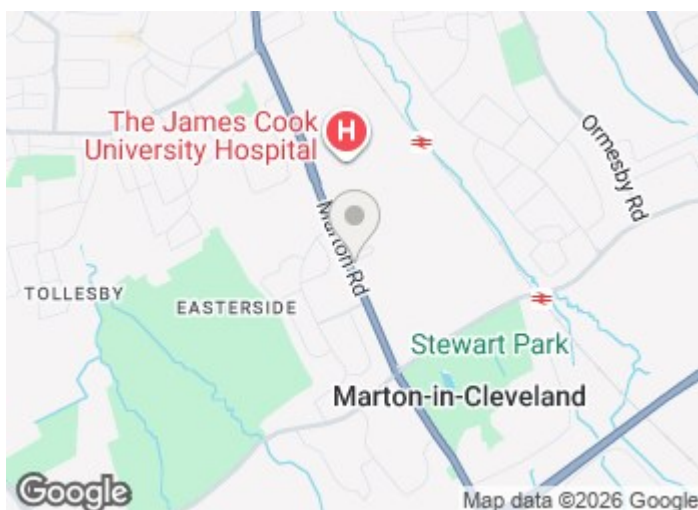 The James Cook
University Hospital
H
Ormesby Rd
Marton Rd
TOLLESBY
EASTERSIDE
Stewart Park
Marton-in-Cleveland
Google
Map data ©2026 Google